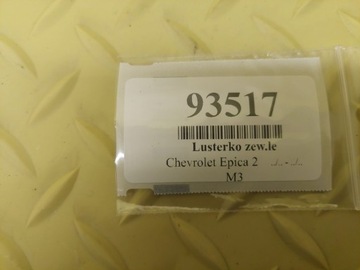 93517
Lusterko zew.le
Chevrolet Epica 2 ./.-./.
M3